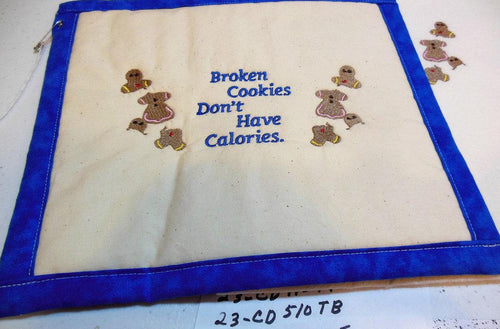 Broken
Cookies
Don't
Have
Calories.
23-CD 510 TB